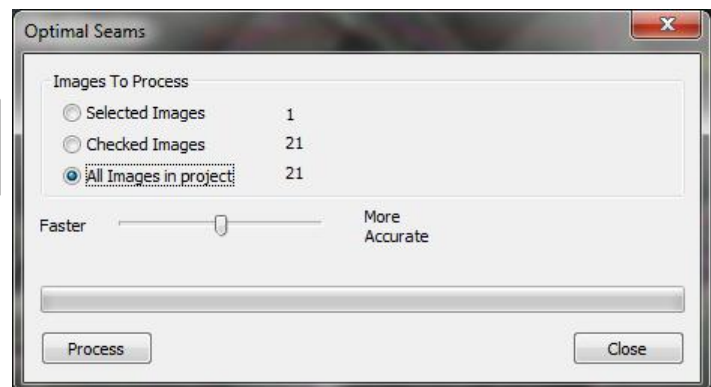 Optimal Seams
Images To Process
Selected Images 1
Checked Images 21
All Images in project 21
Faster More
Accurate
Process Close